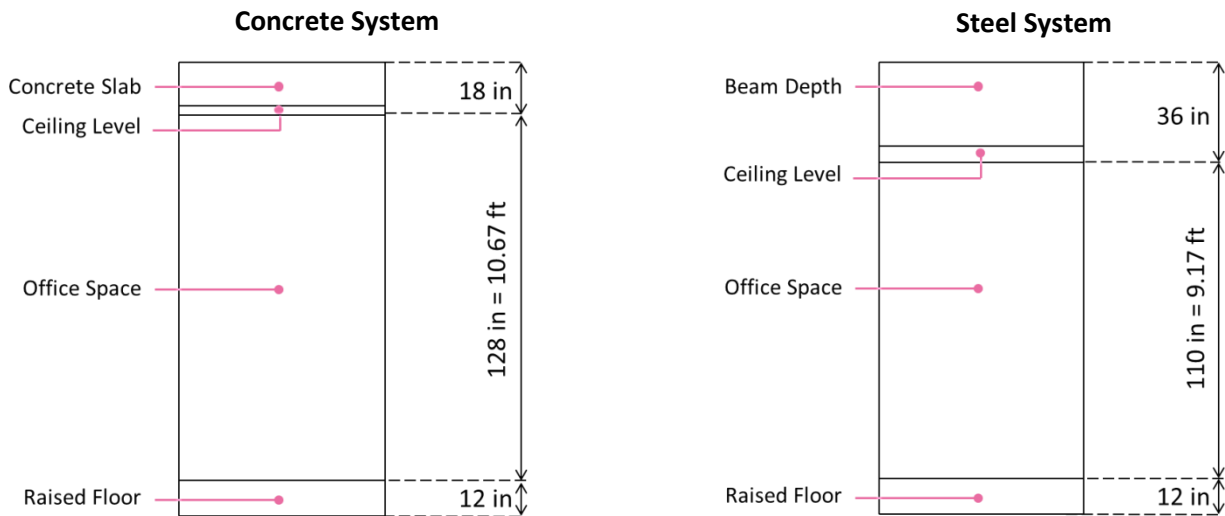 Concrete System
Concrete Slab
18 in
Ceiling Level
128 in = 10.67 ft
Office Space
Raised Floor
12 in
Steel System
Beam Depth
36 in
Ceiling Level
110 in = 9.17 ft
Office Space
Raised Floor
12 in